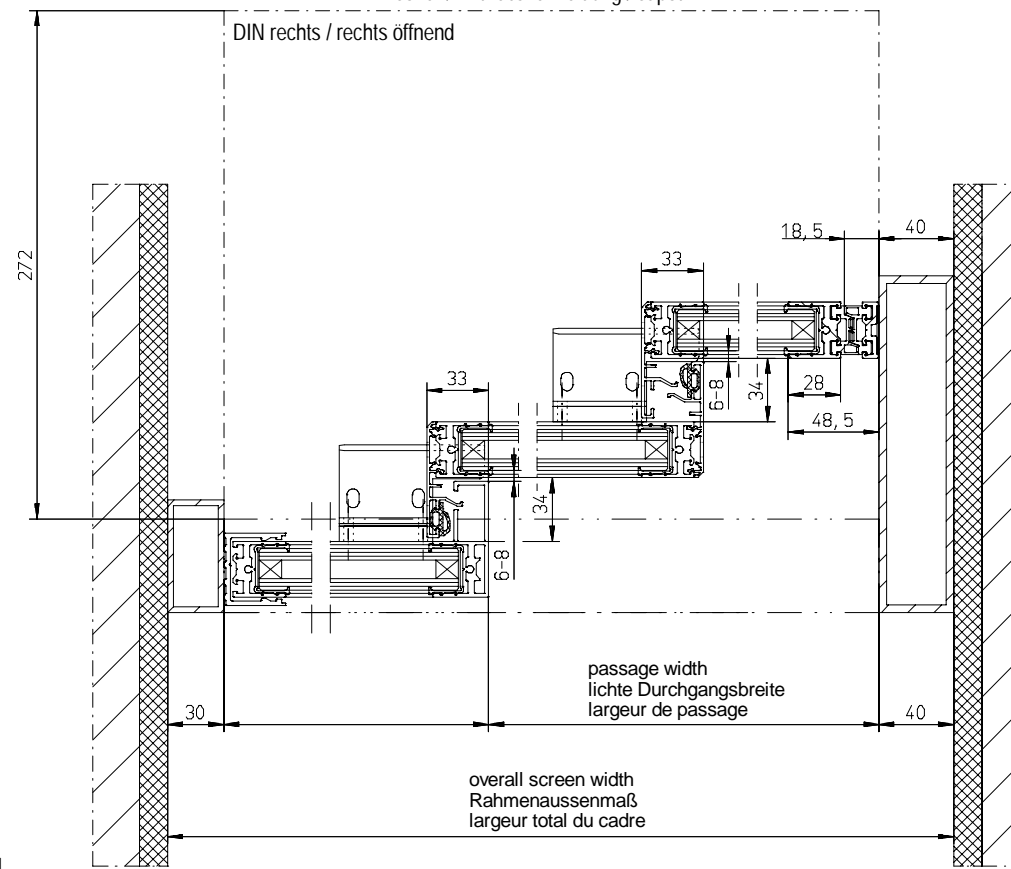 DIN rechts / rechts öffnend
272
18,5
40
33
6-8
34
28
48,5
33
34
6-8
passage width
lichte Durchgangsbreite
largeur de passage
30
40
overall screen width
Rahmenaussenmaß
largeur total du cadre